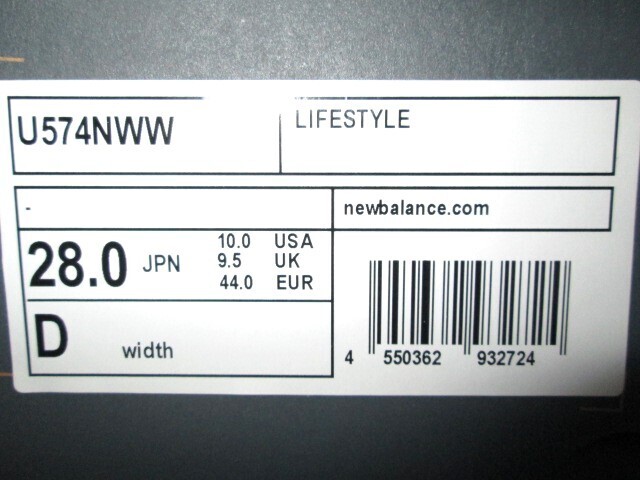 U574NWW
LIFESTYLE
-
newbalance.com
28.0 JPN
10.0 USA
9.5 UK
44.0 EUR
D width
4 550362 932724